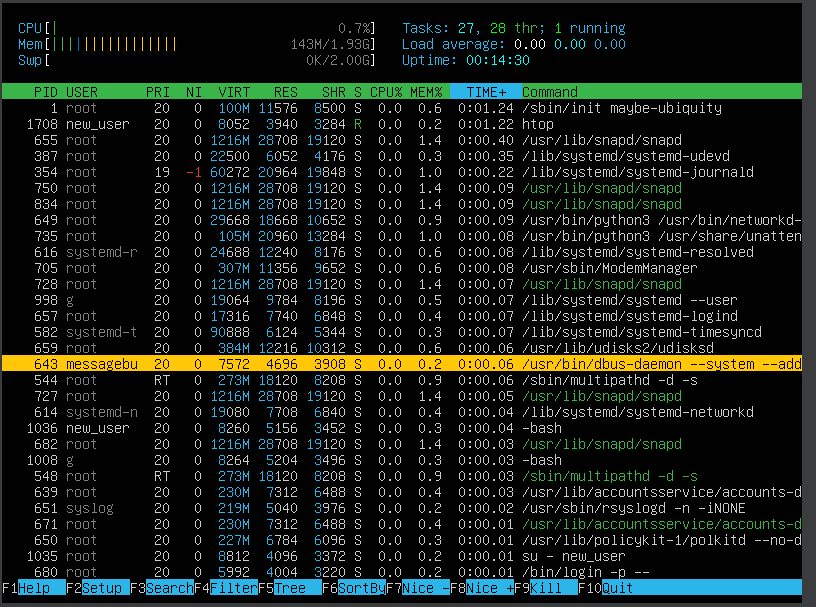 CPU[| 0.7%] Tasks: 27, 28 thr; 1 running
Mem[|||||||||||||||| 143M/1.93G] Load average: 0.00 0.00 0.00
Swp[ 0K/2.00G] Uptime: 00:14:30
PID USER PRI NI VIRT RES SHR S CPU% MEM% TIME+ Command
1 root 20 0 100M 11576 8500 S 0.0 0.6 0:01.24 /sbin/init maybe-ubiquity
1708 new_user 20 0 8052 3940 3284 R 0.0 0.2 0:01.22 htop
655 root 20 0 1216M 28708 19120 S 0.0 1.4 0:00.40 /usr/lib/snapd/snapd
387 root 20 0 22500 6052 4176 S 0.0 0.3 0:00.35 /lib/systemd/systemd-udevd
354 root 19 -1 60272 20964 19848 S 0.0 1.0 0:00.22 /lib/systemd/systemd-journald
750 root 20 0 1216M 28708 19120 S 0.0 1.4 0:00.09 /usr/lib/snapd/snapd
834 root 20 0 1216M 28708 19120 S 0.0 1.4 0:00.09 /usr/lib/snapd/snapd
649 root 20 0 29668 18668 10652 S 0.0 0.9 0:00.09 /usr/bin/python3 /usr/bin/networkd-
735 root 20 0 105M 20960 13284 S 0.0 1.0 0:00.08 /usr/bin/python3 /usr/share/unatten
616 systemd-r 20 0 24688 12240 8176 S 0.0 0.6 0:00.08 /lib/systemd/systemd-resolved
705 root 20 0 307M 11356 9652 S 0.0 0.6 0:00.08 /usr/sbin/ModemManager
728 root 20 0 1216M 28708 19120 S 0.0 1.4 0:00.07 /usr/lib/snapd/snapd
998 g 20 0 19064 9784 8196 S 0.0 0.5 0:00.07 /lib/systemd/systemd --user
657 root 20 0 17316 7740 6848 S 0.0 0.4 0:00.07 /lib/systemd/systemd-logind
582 systemd-t 20 0 90888 6124 5344 S 0.0 0.3 0:00.07 /lib/systemd/systemd-timesyncd
659 root 20 0 384M 12216 10312 S 0.0 0.6 0:00.06 /usr/lib/udisks2/udisksd
643 messagebu 20 0 7572 4696 3908 S 0.0 0.2 0:00.06 /usr/bin/dbus-daemon --system --add
544 root RT 0 273M 18120 8208 S 0.0 0.9 0:00.06 /sbin/multipathd -d -s
727 root 20 0 1216M 28708 19120 S 0.0 1.4 0:00.05 /usr/lib/snapd/snapd
614 systemd-n 20 0 19080 7708 6840 S 0.0 0.4 0:00.04 /lib/systemd/systemd-networkd
1036 new_user 20 0 8260 5156 3452 S 0.0 0.3 0:00.04 -bash
682 root 20 0 1216M 28708 19120 S 0.0 1.4 0:00.03 /usr/lib/snapd/snapd
1008 g 20 0 8264 5204 3496 S 0.0 0.3 0:00.03 -bash
548 root RT 0 273M 18120 8208 S 0.0 0.9 0:00.03 /sbin/multipathd -d -s
639 root 20 0 230M 7312 6488 S 0.0 0.4 0:00.03 /usr/lib/accountsservice/accounts-d
651 syslog 20 0 219M 5040 3976 S 0.0 0.2 0:00.02 /usr/sbin/rsyslogd -n -iNONE
671 root 20 0 230M 7312 6488 S 0.0 0.4 0:00.01 /usr/lib/accountsservice/accounts-d
650 root 20 0 227M 6784 6096 S 0.0 0.3 0:00.01 /usr/lib/policykit-1/polkitd --no-d
1035 root 20 0 8812 4096 3372 S 0.0 0.2 0:00.01 su - new_user
680 root 20 0 5992 4004 3220 S 0.0 0.2 0:00.01 /bin/login -p --
F1Help F2Setup F3SearchF4FilterF5Tree F6SortByF7Nice -F8Nice +F9Kill F10Quit